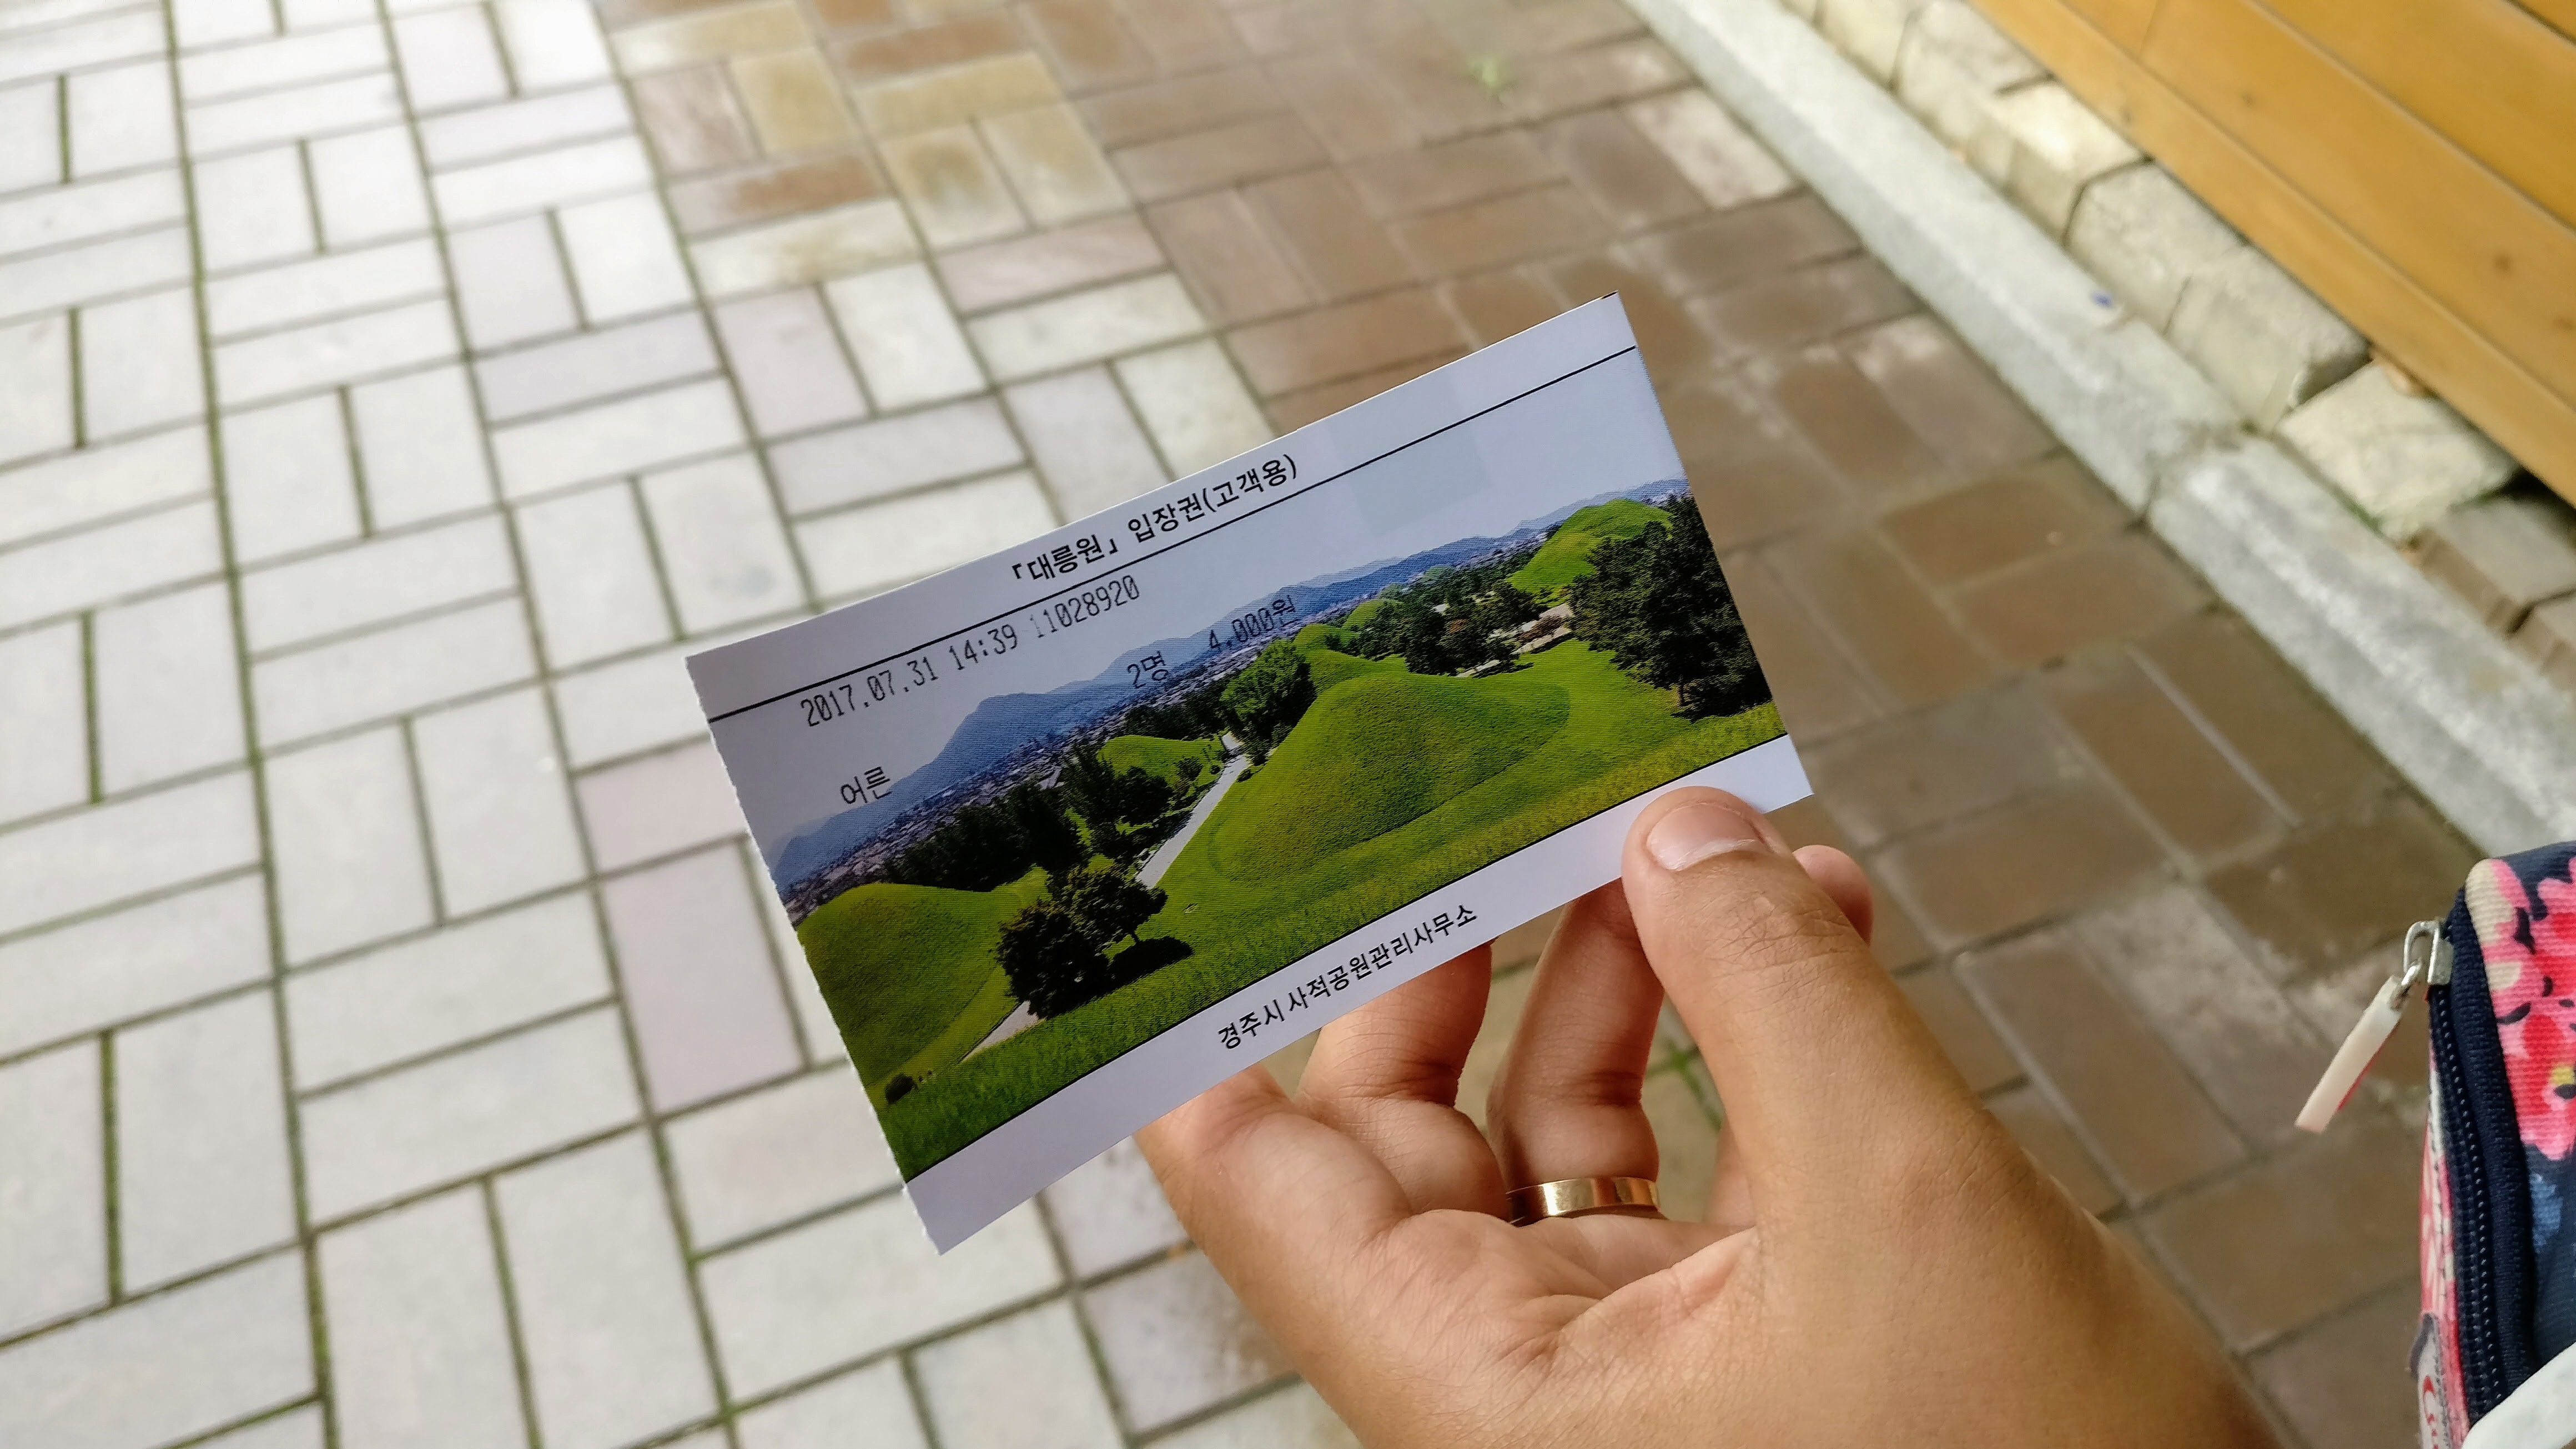 「대릉원」 입장권(고객용)
2017.07.31 14:39 11028920
어른 2명 4,000원
경주시 사적공원관리사무소